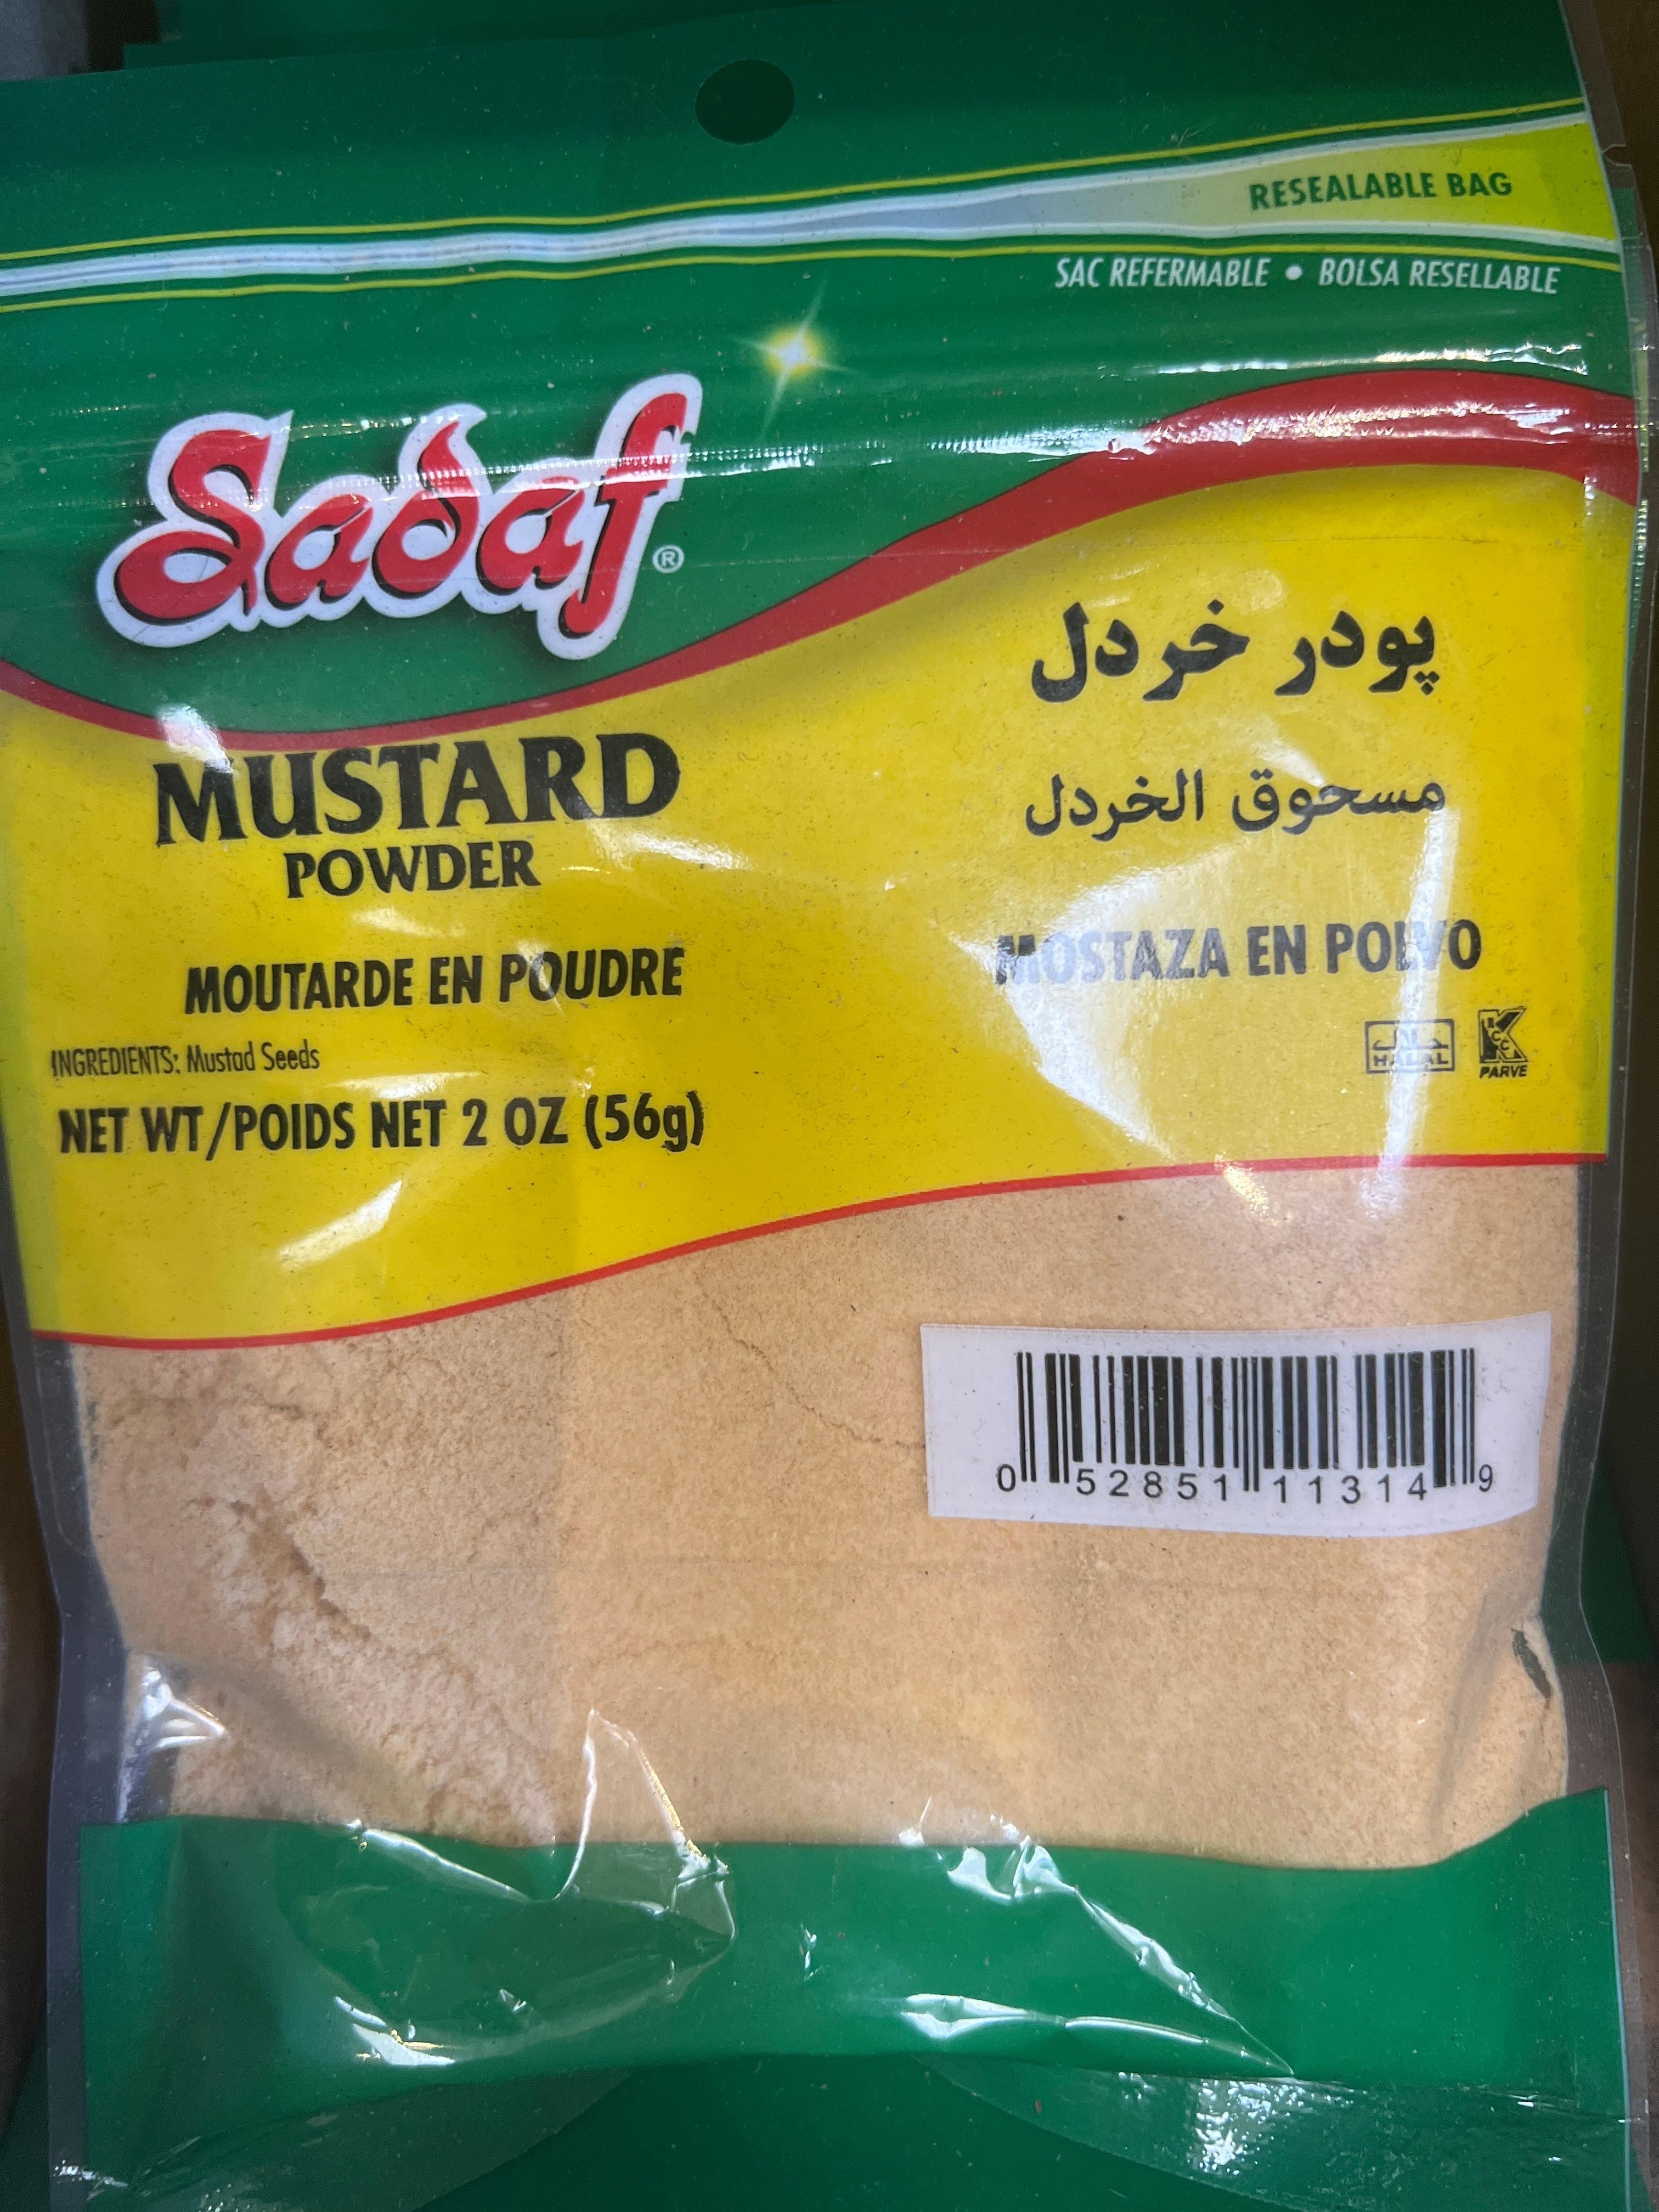 RESEALABLE BAG
SAC REFERMABLE • BOLSA RESELLABLE
Sadaf®
MUSTARD
POWDER
MOUTARDE EN POUDRE
INGREDIENTS: Mustad Seeds
NET WT/POIDS NET 2 OZ (56g)
پودر خردل
مسحوق الخردل
MOSTAZA EN POLVO
حلال
HALAL
K
PARVE
0 52851 11314 9